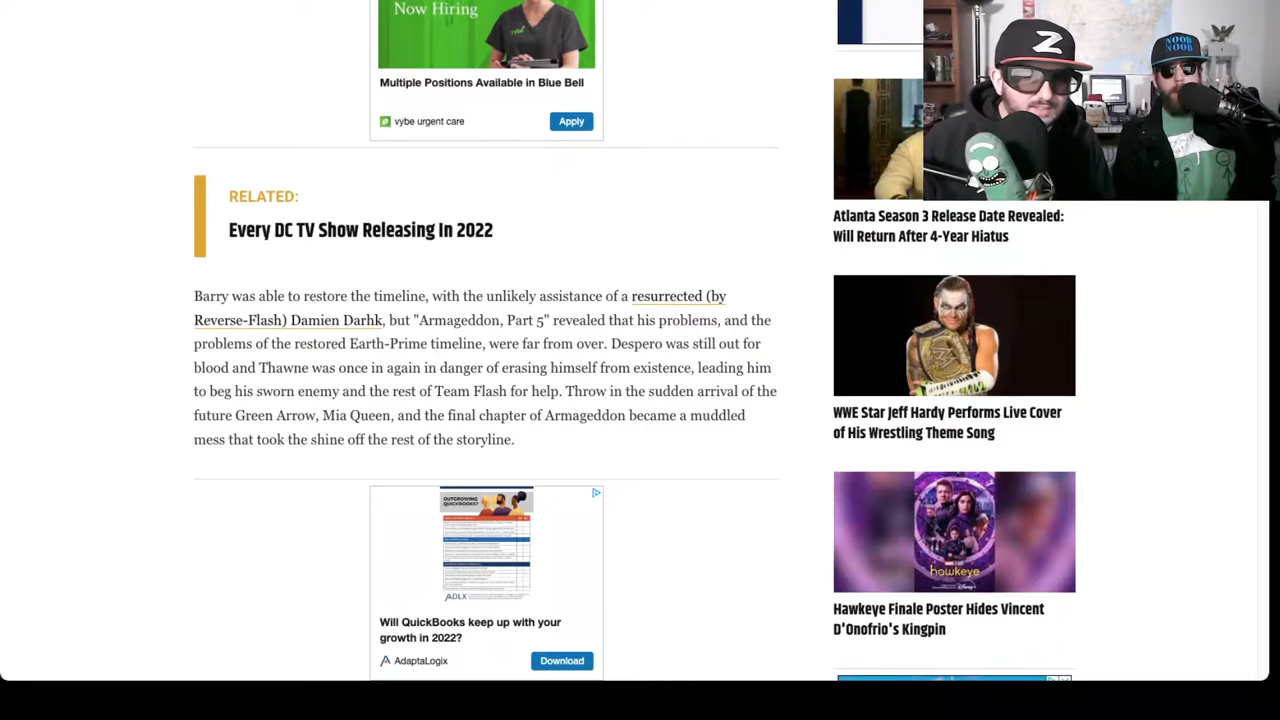 Now Hiring
Multiple Positions Available in Blue Bell
vybe urgent care
Apply
RELATED:
Every DC TV Show Releasing In 2022
Barry was able to restore the timeline, with the unlikely assistance of a resurrected (by
Reverse-Flash) Damien Darhk, but "Armageddon, Part 5" revealed that his problems, and the
problems of the restored Earth-Prime timeline, were far from over. Despero was still out for
blood and Thawne was once in again in danger of erasing himself from existence, leading him
to beg his sworn enemy and the rest of Team Flash for help. Throw in the sudden arrival of the
future Green Arrow, Mia Queen, and the final chapter of Armageddon became a muddled
mess that took the shine off the rest of the storyline.
OUTGROWING
QUICKBOOKS?
ADLX
Will QuickBooks keep up with your
growth in 2022?
AdaptaLogix
Download
Z
NOOB
NOOB
Atlanta Season 3 Release Date Revealed:
Will Return After 4-Year Hiatus
WWE Star Jeff Hardy Performs Live Cover
of His Wrestling Theme Song
hawkeye
Hawkeye Finale Poster Hides Vincent
D'Onofrio's Kingpin